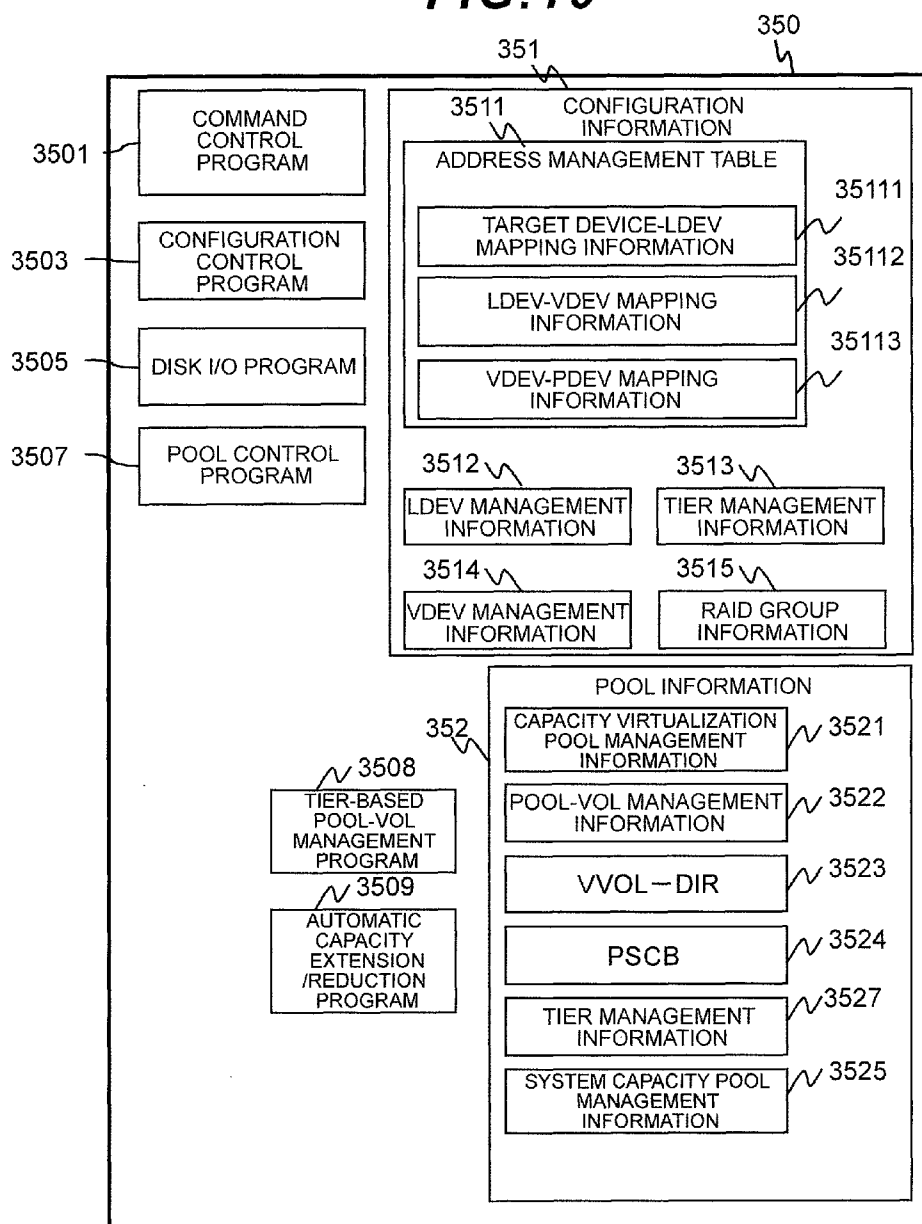 350
351
CONFIGURATION
INFORMATION
COMMAND
CONTROL
PROGRAM
3501
3511
ADDRESS MANAGEMENT TABLE
TARGET DEVICE-LDEV
MAPPING INFORMATION
35111
CONFIGURATION
CONTROL
PROGRAM
3503
LDEV-VDEV MAPPING
INFORMATION
35112
DISK I/O PROGRAM
3505
VDEV-PDEV MAPPING
INFORMATION
35113
POOL CONTROL
PROGRAM
3507
3512
LDEV MANAGEMENT
INFORMATION
3513
TIER MANAGEMENT
INFORMATION
3514
VDEV MANAGEMENT
INFORMATION
3515
RAID GROUP
INFORMATION
POOL INFORMATION
352
CAPACITY VIRTUALIZATION
POOL MANAGEMENT
INFORMATION
3521
3508
TIER-BASED
POOL-VOL
MANAGEMENT
PROGRAM
POOL-VOL MANAGEMENT
INFORMATION
3522
3509
AUTOMATIC
CAPACITY
EXTENSION
/REDUCTION
PROGRAM
VVOL-DIR
3523
PSCB
3524
TIER MANAGEMENT
INFORMATION
3527
SYSTEM CAPACITY POOL
MANAGEMENT
INFORMATION
3525